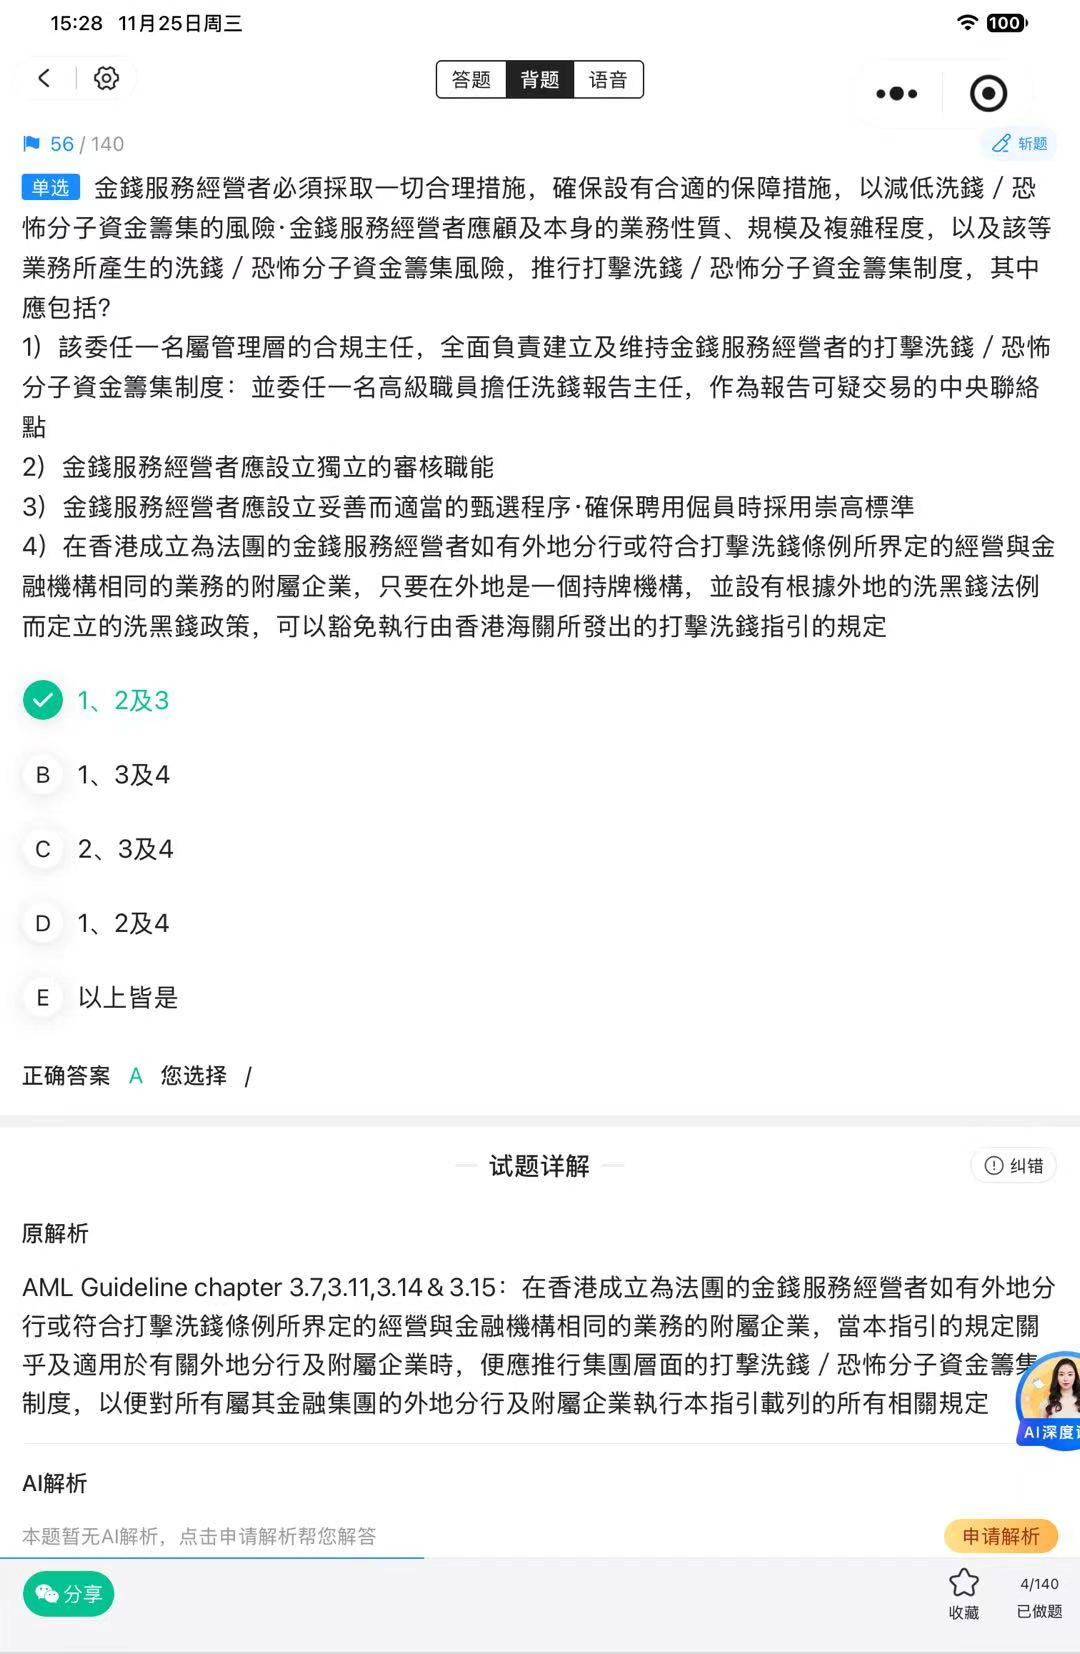 15:28 11月25日周三
100
答题 背题 语音
56 / 140
斩题
单选 金錢服務經營者必須採取一切合理措施，確保設有合適的保障措施，以減低洗錢 / 恐
怖分子資金籌集的風險·金錢服務經營者應顧及本身的業務性質、規模及複雜程度，以及該等
業務所產生的洗錢 / 恐怖分子資金籌集風險，推行打擊洗錢 / 恐怖分子資金籌集制度，其中
應包括?
1）該委任一名屬管理層的合規主任，全面負責建立及维持金錢服務經營者的打擊洗錢 / 恐怖
分子資金籌集制度：並委任一名高級職員擔任洗錢報告主任，作為報告可疑交易的中央聯絡
點
2）金錢服務經營者應設立獨立的審核職能
3）金錢服務經營者應設立妥善而適當的甄選程序·確保聘用倔員時採用崇高標準
4）在香港成立為法團的金錢服務經營者如有外地分行或符合打擊洗錢條例所界定的經營與金
融機構相同的業務的附屬企業，只要在外地是一個持牌機構，並設有根據外地的洗黑錢法例
而定立的洗黑錢政策，可以豁免執行由香港海關所發出的打擊洗錢指引的規定
1、2及3
B 1、3及4
C 2、3及4
D 1、2及4
E 以上皆是
正确答案 A 您选择 /
试题详解
纠错
原解析
AML Guideline chapter 3.7,3.11,3.14＆3.15：在香港成立為法團的金錢服務經營者如有外地分
行或符合打擊洗錢條例所界定的經營與金融機構相同的業務的附屬企業，當本指引的規定關
乎及適用於有關外地分行及附屬企業時，便應推行集團層面的打擊洗錢 / 恐怖分子資金籌集
制度，以便對所有屬其金融集團的外地分行及附屬企業執行本指引載列的所有相關規定
AI深度
AI解析
本题暂无AI解析，点击申请解析帮您解答
申请解析
分享
收藏
4/140
已做题